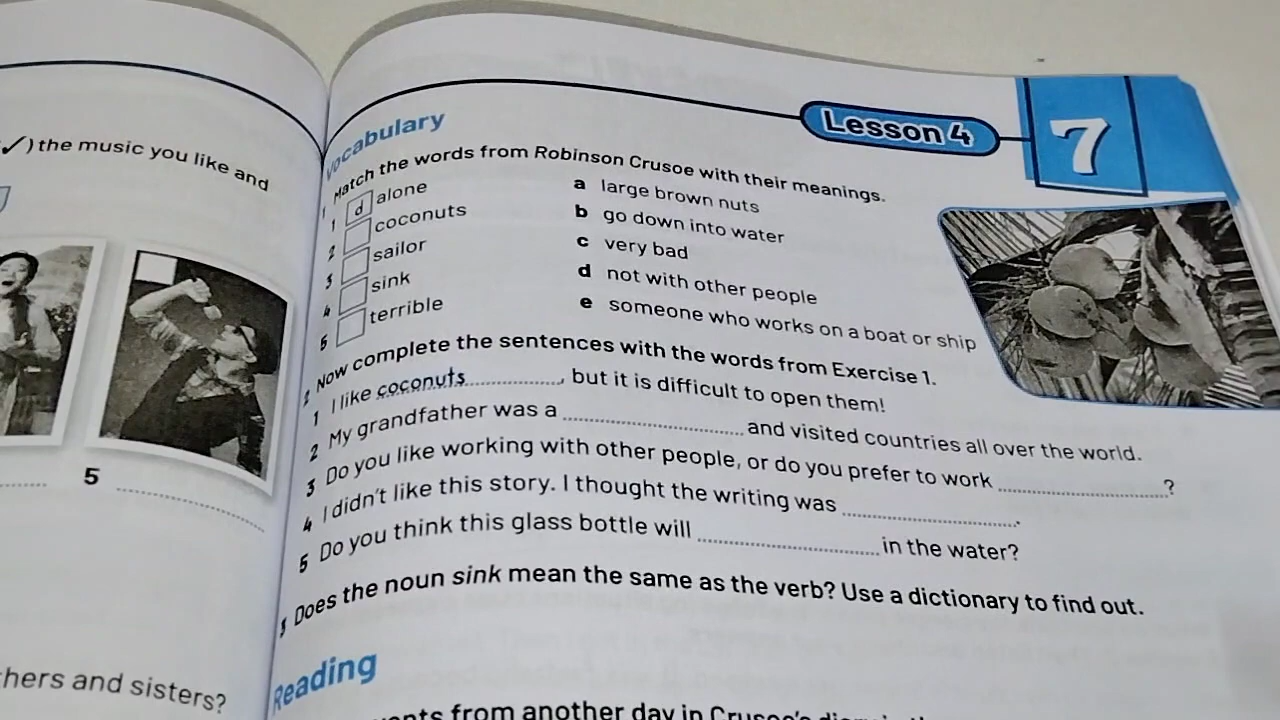 ✓) the music you like and
5
hers and sisters?
Lesson 4
7
Vocabulary
1 Match the words from Robinson Crusoe with their meanings.
1 d alone
2 coconuts
3 sailor
4 sink
5 terrible
a large brown nuts
b go down into water
c very bad
d not with other people
e someone who works on a boat or ship
2 Now complete the sentences with the words from Exercise 1.
1 I like coconuts, but it is difficult to open them!
2 My grandfather was a ............ and visited countries all over the world.
3 Do you like working with other people, or do you prefer to work ............?
4 I didn't like this story. I thought the writing was .............
5 Do you think this glass bottle will ............ in the water?
3 Does the noun sink mean the same as the verb? Use a dictionary to find out.
Reading
from another day in Crusoe's